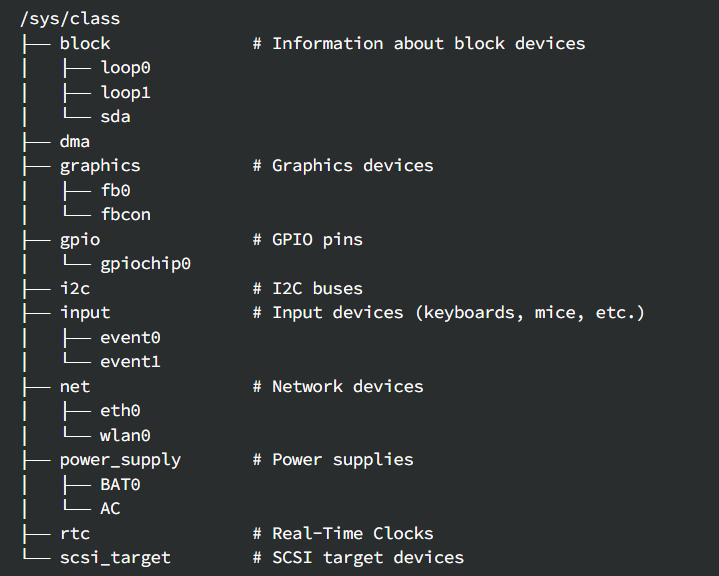 /sys/class
├── block              # Information about block devices
│   ├── loop0
│   ├── loop1
│   └── sda
├── dma
├── graphics           # Graphics devices
│   ├── fb0
│   └── fbcon
├── gpio               # GPIO pins
│   └── gpiochip0
├── i2c                # I2C buses
├── input              # Input devices (keyboards, mice, etc.)
│   ├── event0
│   └── event1
├── net                # Network devices
│   ├── eth0
│   └── wlan0
├── power_supply       # Power supplies
│   ├── BAT0
│   └── AC
├── rtc                # Real-Time Clocks
└── scsi_target        # SCSI target devices